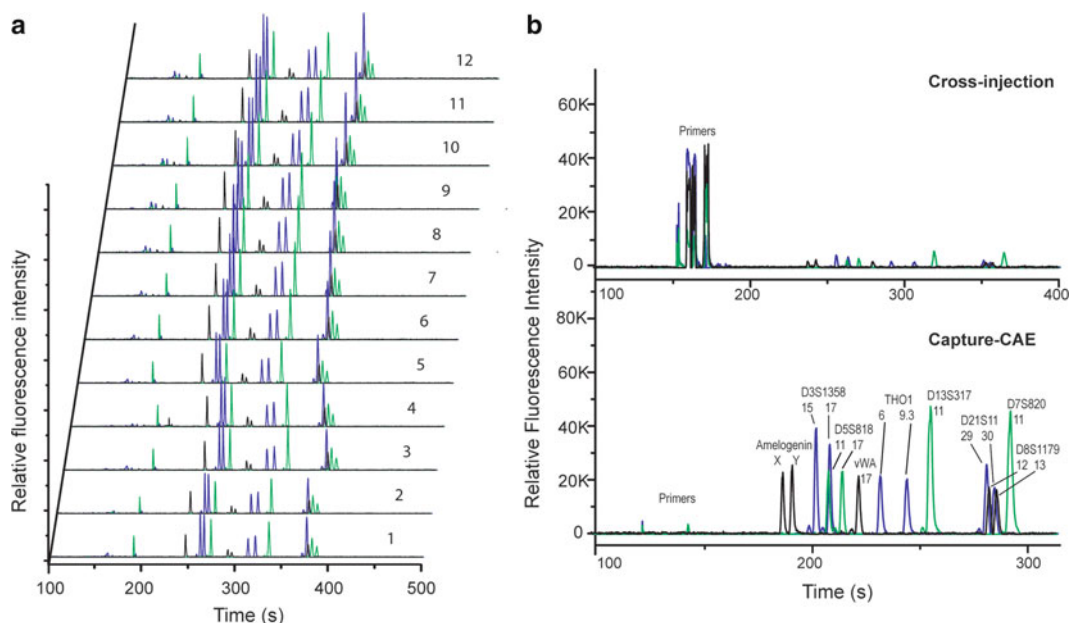 a
12
11
10
9
8
7
6
5
4
3
2
1
Relative fluorescence intensity
100 200 300 400 500
Time (s)
b
Cross-injection
60K
40K
20K
0
Primers
100 200 300 400
Relative Fluorescence Intensity
Capture-CAE
80K
60K
40K
20K
0K
Primers
Amelogenin
X Y
D3S1358
15 17
D5S818
11 17
vWA
17
THO1
6 9.3
D13S317
11
D21S11
29 30
D8S1179
12 13
D7S820
11
200 300
Time (s)